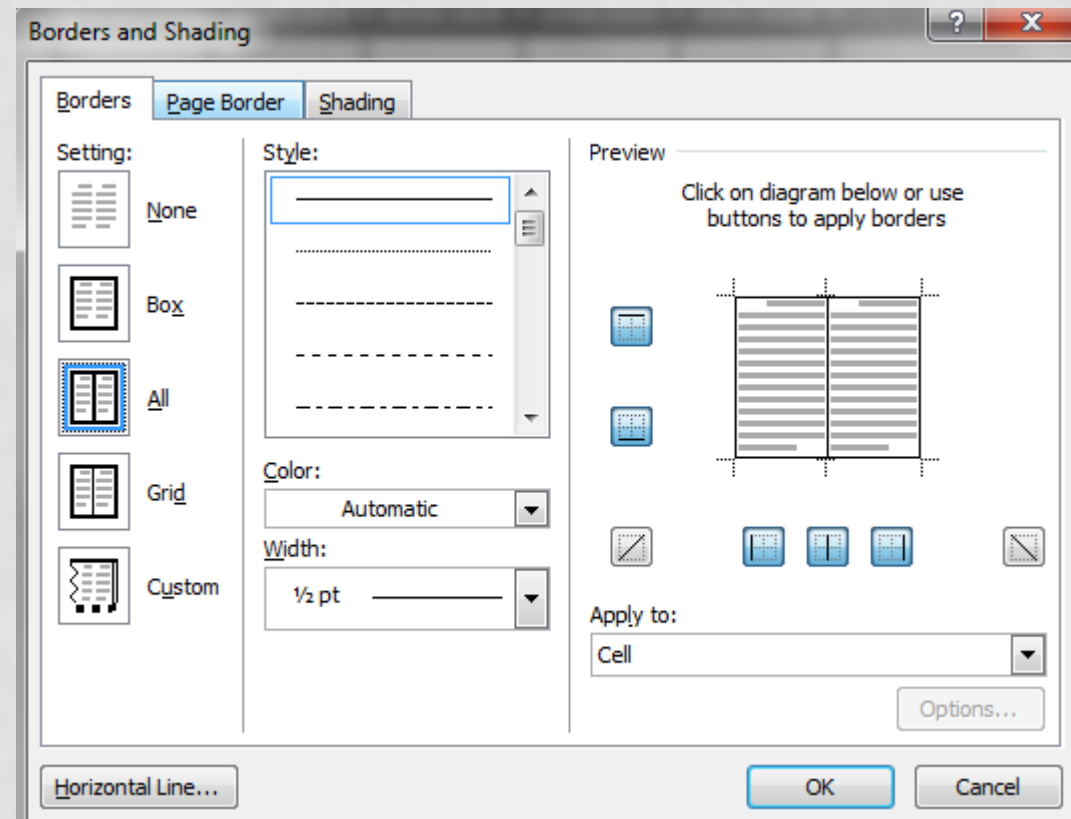 Borders and Shading
Borders
Page Border
Shading
Setting:
None
Box
All
Grid
Custom
Style:
Color:
Automatic
Width:
½ pt
Preview
Click on diagram below or use
buttons to apply borders
Apply to:
Cell
Options...
Horizontal Line...
OK
Cancel